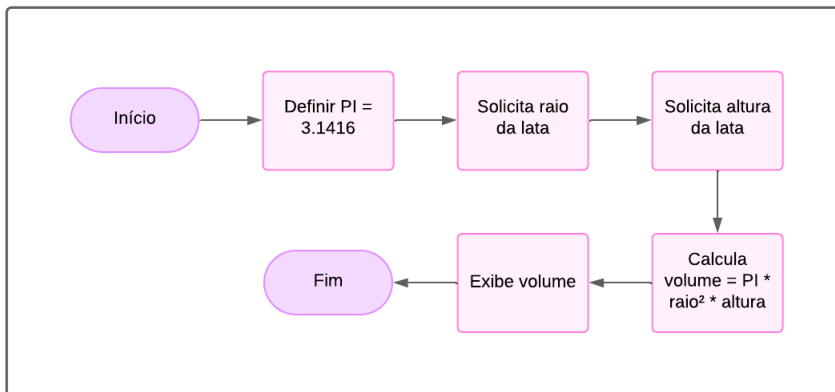 Início
Definir PI =
3.1416
Solicita raio
da lata
Solicita altura
da lata
Calcula
volume = PI *
raio² * altura
Exibe volume
Fim